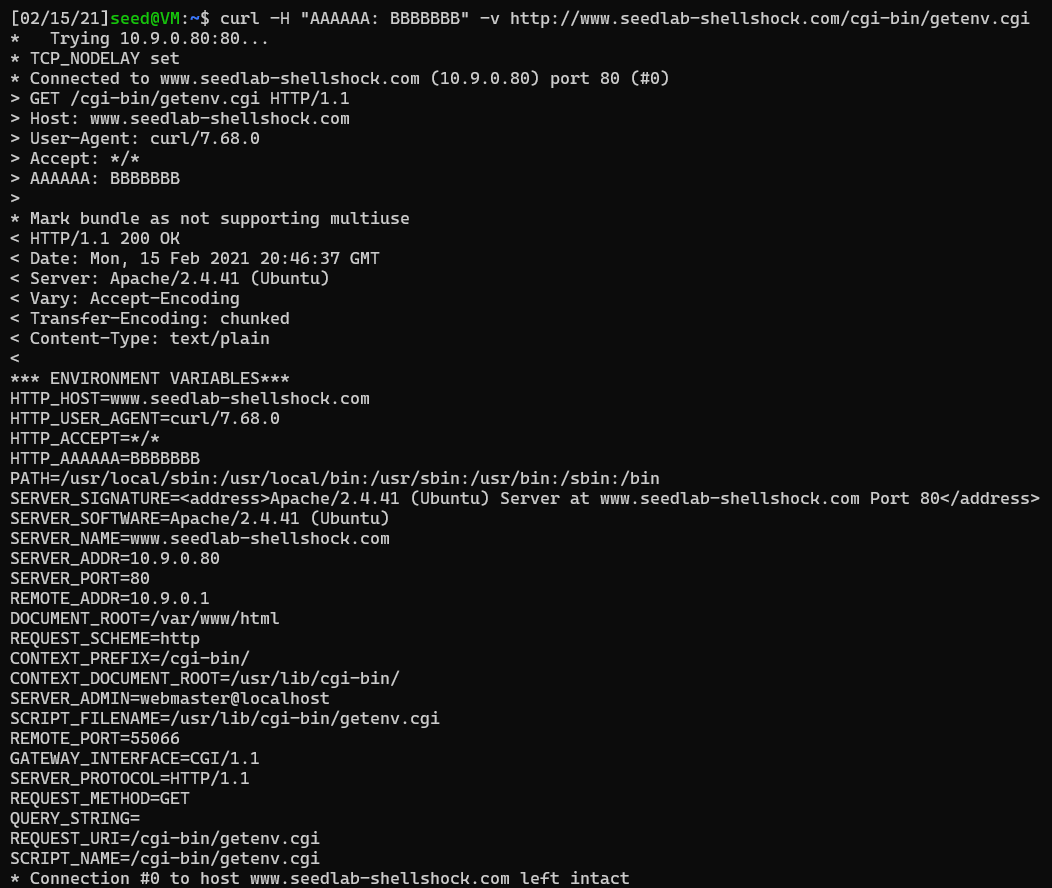 [02/15/21]seed@VM:~$ curl -H "AAAAAA: BBBBBBB" -v http://www.seedlab-shellshock.com/cgi-bin/getenv.cgi
*   Trying 10.9.0.80:80...
* TCP_NODELAY set
* Connected to www.seedlab-shellshock.com (10.9.0.80) port 80 (#0)
> GET /cgi-bin/getenv.cgi HTTP/1.1
> Host: www.seedlab-shellshock.com
> User-Agent: curl/7.68.0
> Accept: */*
> AAAAAA: BBBBBBB
>
* Mark bundle as not supporting multiuse
< HTTP/1.1 200 OK
< Date: Mon, 15 Feb 2021 20:46:37 GMT
< Server: Apache/2.4.41 (Ubuntu)
< Vary: Accept-Encoding
< Transfer-Encoding: chunked
< Content-Type: text/plain
<
*** ENVIRONMENT VARIABLES***
HTTP_HOST=www.seedlab-shellshock.com
HTTP_USER_AGENT=curl/7.68.0
HTTP_ACCEPT=*/*
HTTP_AAAAAA=BBBBBBB
PATH=/usr/local/sbin:/usr/local/bin:/usr/sbin:/usr/bin:/sbin:/bin
SERVER_SIGNATURE=<address>Apache/2.4.41 (Ubuntu) Server at www.seedlab-shellshock.com Port 80</address>
SERVER_SOFTWARE=Apache/2.4.41 (Ubuntu)
SERVER_NAME=www.seedlab-shellshock.com
SERVER_ADDR=10.9.0.80
SERVER_PORT=80
REMOTE_ADDR=10.9.0.1
DOCUMENT_ROOT=/var/www/html
REQUEST_SCHEME=http
CONTEXT_PREFIX=/cgi-bin/
CONTEXT_DOCUMENT_ROOT=/usr/lib/cgi-bin/
SERVER_ADMIN=webmaster@localhost
SCRIPT_FILENAME=/usr/lib/cgi-bin/getenv.cgi
REMOTE_PORT=55066
GATEWAY_INTERFACE=CGI/1.1
SERVER_PROTOCOL=HTTP/1.1
REQUEST_METHOD=GET
QUERY_STRING=
REQUEST_URI=/cgi-bin/getenv.cgi
SCRIPT_NAME=/cgi-bin/getenv.cgi
* Connection #0 to host www.seedlab-shellshock.com left intact